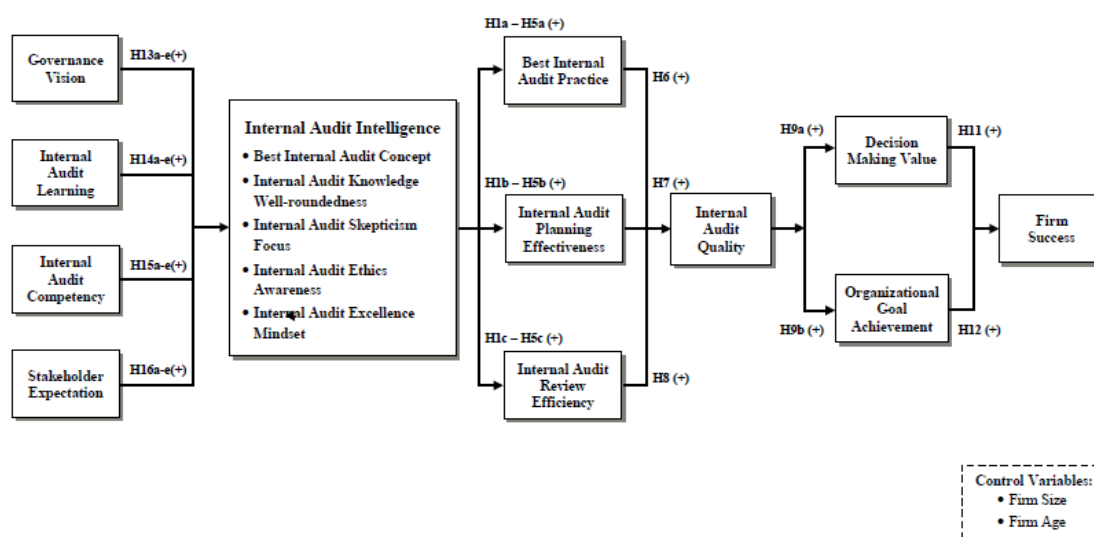 Governance
Vision
H13a-e(+)
Internal
Audit
Learning
H14a-e(+)
Internal
Audit
Competency
H15a-e(+)
Stakeholder
Expectation
H16a-e(+)
Internal Audit Intelligence
• Best Internal Audit Concept
• Internal Audit Knowledge
Well-roundedness
• Internal Audit Skepticism
Focus
• Internal Audit Ethics
Awareness
• Internal Audit Excellence
Mindset
H1a – H5a (+)
Best Internal
Audit Practice
H6 (+)
H1b – H5b (+)
Internal Audit
Planning
Effectiveness
H7 (+)
H1c – H5c (+)
Internal Audit
Review
Efficiency
H8 (+)
Internal
Audit
Quality
H9a (+)
Decision
Making Value
H11 (+)
H9b (+)
Organizational
Goal
Achievement
H12 (+)
Firm
Success
Control Variables:
• Firm Size
• Firm Age